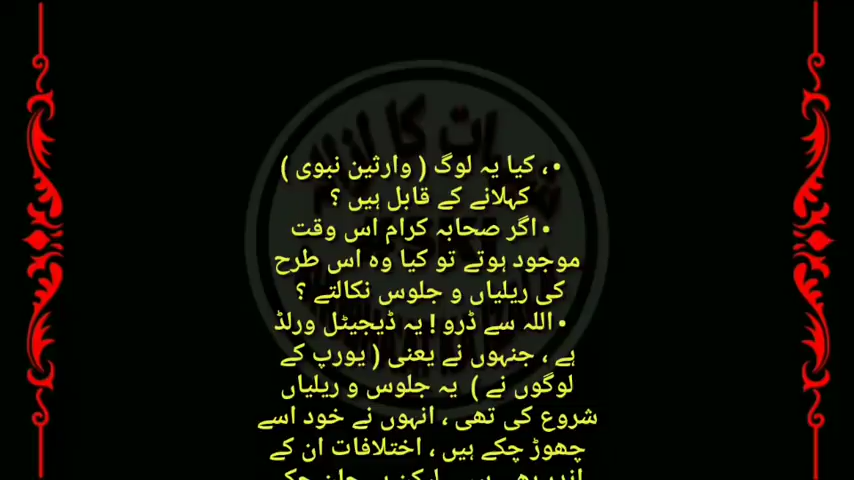 •، کیا یہ لوگ ( وارثین نبوی )
کہلانے کے قابل ہیں ؟
• اگر صحابہ کرام اس وقت
موجود ہوتے تو کیا وہ اس طرح
کی ریلیاں و جلوس نکالتے ؟
• اللہ سے ڈرو ! یہ ڈیجیٹل ورلڈ
ہے ، جنہوں نے یعنی ( یورپ کے
لوگوں نے ) یہ جلوس و ریلیاں
شروع کی تھی ، انہوں نے خود اسے
چھوڑ چکے ہیں ، اختلافات ان کے